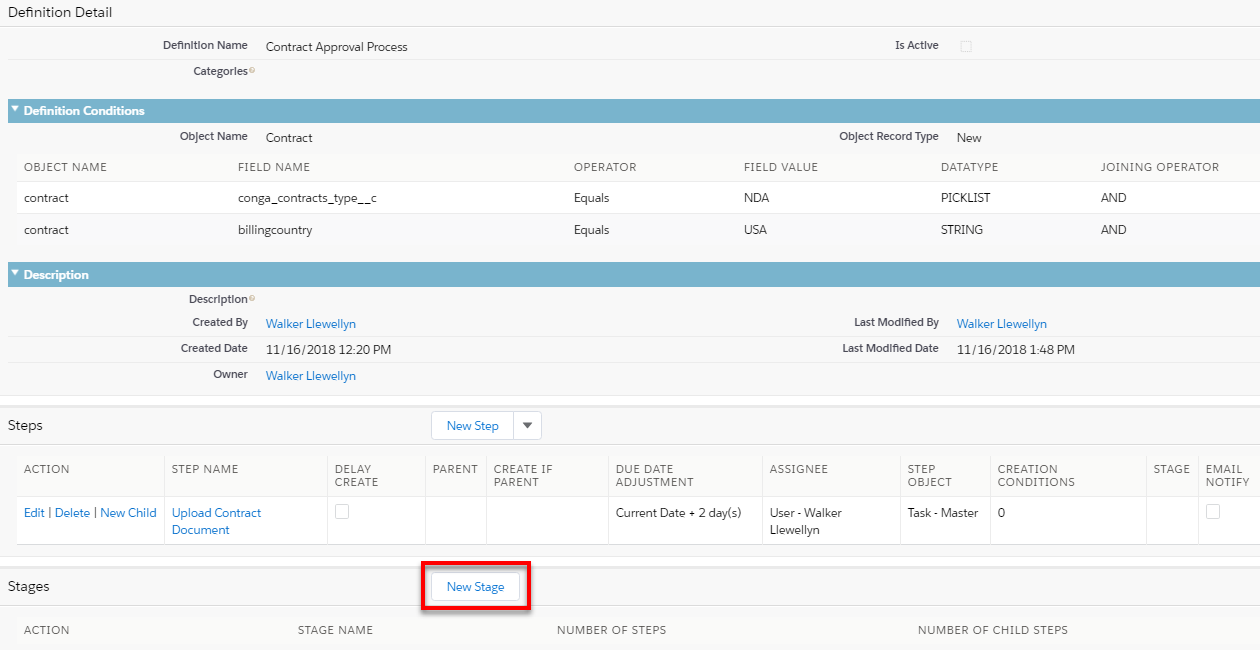 Definition Detail
Definition Name Contract Approval Process Is Active
Categories
Definition Conditions
Object Name Contract Object Record Type New
OBJECT NAME FIELD NAME OPERATOR FIELD VALUE DATATYPE JOINING OPERATOR
contract conga_contracts_type__c Equals NDA PICKLIST AND
contract billingcountry Equals USA STRING AND
Description
Description
Created By Walker Llewellyn Last Modified By Walker Llewellyn
Created Date 11/16/2018 12:20 PM Last Modified Date 11/16/2018 1:48 PM
Owner Walker Llewellyn
Steps New Step
ACTION STEP NAME DELAY PARENT CREATE IF DUE DATE ASSIGNEE STEP CREATION STAGE EMAIL
CREATE PARENT ADJUSTMENT OBJECT CONDITIONS NOTIFY
Edit | Delete | New Child Upload Contract Current Date + 2 day(s) User - Walker Task - Master 0
Document Llewellyn
Stages New Stage
ACTION STAGE NAME NUMBER OF STEPS NUMBER OF CHILD STEPS